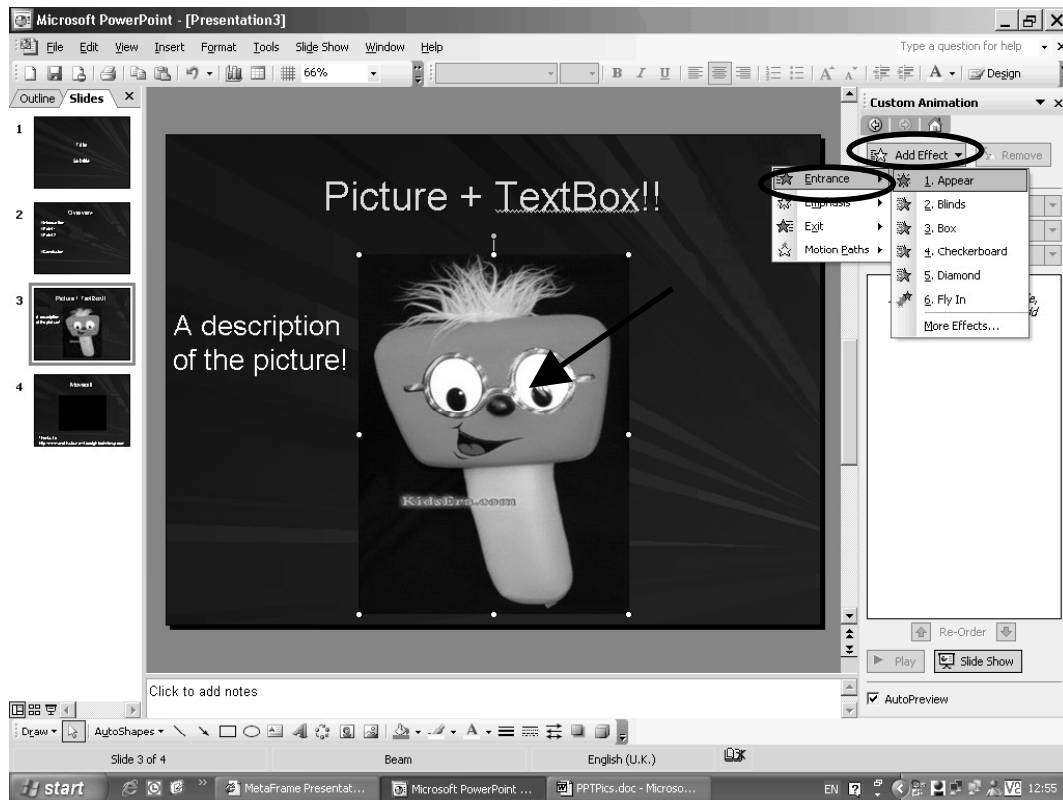 Microsoft PowerPoint - [Presentation3]
File Edit View Insert Format Tools Slide Show Window Help
Type a question for help
66%
B I U
A
Design
Outline Slides
1
2
Overview
3
Picture + TextBox!!
4
Picture + TextBox!!
A description
of the picture!
KidsEra.com
Custom Animation
Add Effect
Remove
Entrance
Emphasis
Exit
Motion Paths
1. Appear
2. Blinds
3. Box
4. Checkerboard
5. Diamond
6. Fly In
More Effects...
Re-Order
Play
Slide Show
AutoPreview
Click to add notes
Draw AutoShapes
Slide 3 of 4
Beam
English (U.K.)
start
MetaFrame Presentat...
Microsoft PowerPoint ...
PPTPics.doc - Microso...
EN
12:55